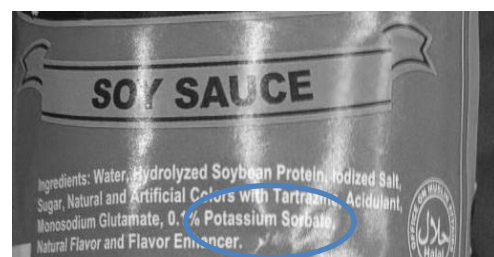 SOY SAUCE
Ingredients: Water, Hydrolyzed Soybean Protein, Iodized Salt,
Sugar, Natural and Artificial Colors with Tartrazine, Acidulant,
Monosodium Glutamate, 0.1% Potassium Sorbate,
Natural Flavor and Flavor Enhancer.
حلال
Halal